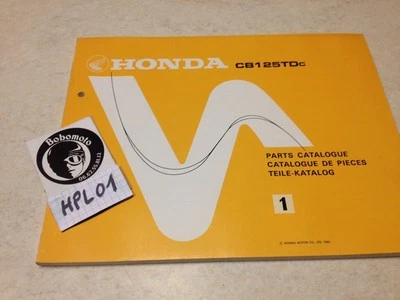 HONDA CB125TDC
PARTS CATALOGUE
CATALOGUE DE PIECES
TEILE-KATALOG
1
Bobomoto
HPL01